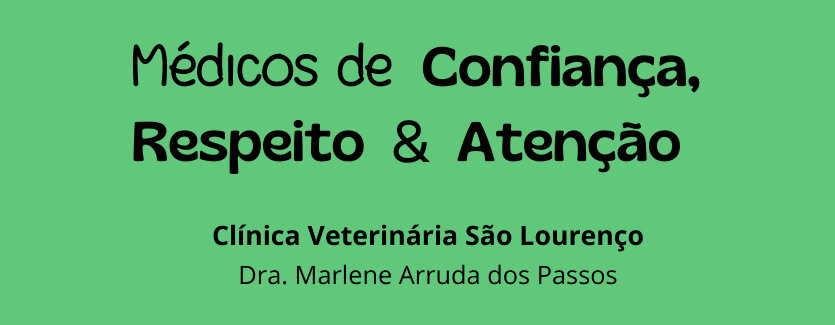 Médicos de Confiança,
Respeito & Atenção
Clínica Veterinária São Lourenço
Dra. Marlene Arruda dos Passos